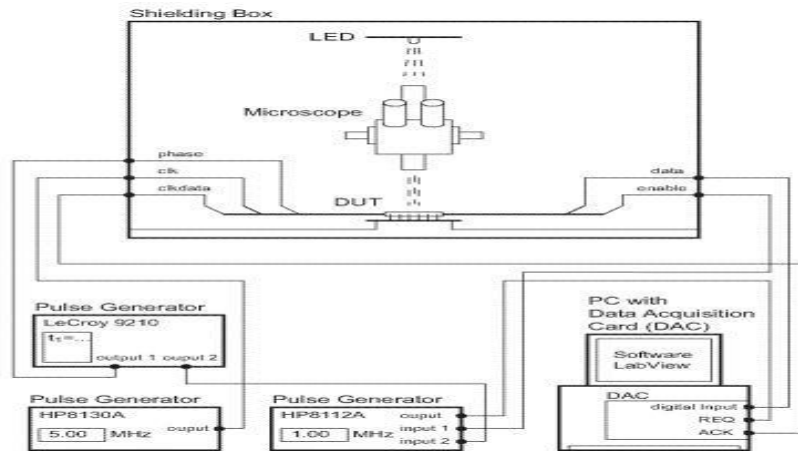 Shielding Box
LED
Microscope
phase
clk
clkdata
data
enable
DUT
Pulse Generator
LeCroy 9210
t₁=...
output 1 ouput 2
Pulse Generator
HP8130A
5.00 MHz
ouput
Pulse Generator
HP8112A
1.00 MHz
ouput
input 1
input 2
PC with
Data Acquisition
Card (DAC)
Software
LabView
DAC
digital Input
REQ
ACK